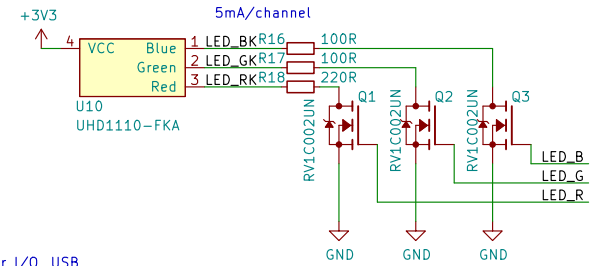 5mA/channel
+3V3
4 VCC Blue 1 LED_BK R16 100R
Green 2 LED_GK R17 100R
Red 3 LED_RK R18 220R
U10
UHD1110-FKA
Q1 Q2 Q3
RV1C002UN RV1C002UN RV1C002UN
LED_B
LED_G
LED_R
GND GND GND
r I/O, USB